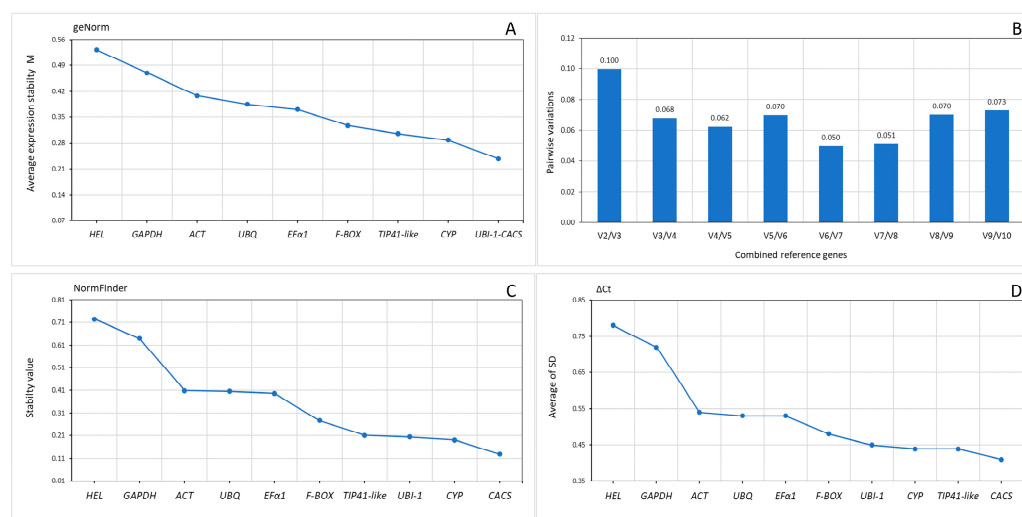 geNorm
A
Average expression stabilty M
0.56
0.49
0.42
0.35
0.28
0.21
0.14
0.07
HEL GAPDH ACT UBQ EFα1 F-BOX TIP41-like CYP UBI-1-CACS
B
Pairwise variations
0.12
0.10
0.08
0.06
0.04
0.02
0.00
0.100
0.068
0.062
0.070
0.050
0.051
0.070
0.073
V2/V3 V3/V4 V4/V5 V5/V6 V6/V7 V7/V8 V8/V9 V9/V10
Combined reference genes
NormFInder
C
Stabilty value
0.81
0.71
0.61
0.51
0.41
0.31
0.21
0.11
0.01
HEL GAPDH ACT UBQ EFα1 F-BOX TIP41-like UBI-1 CYP CACS
ΔCt
D
Average of SD
0.85
0.75
0.65
0.55
0.45
0.35
HEL GAPDH ACT UBQ EFα1 F-BOX UBI-1 CYP TIP41-like CACS